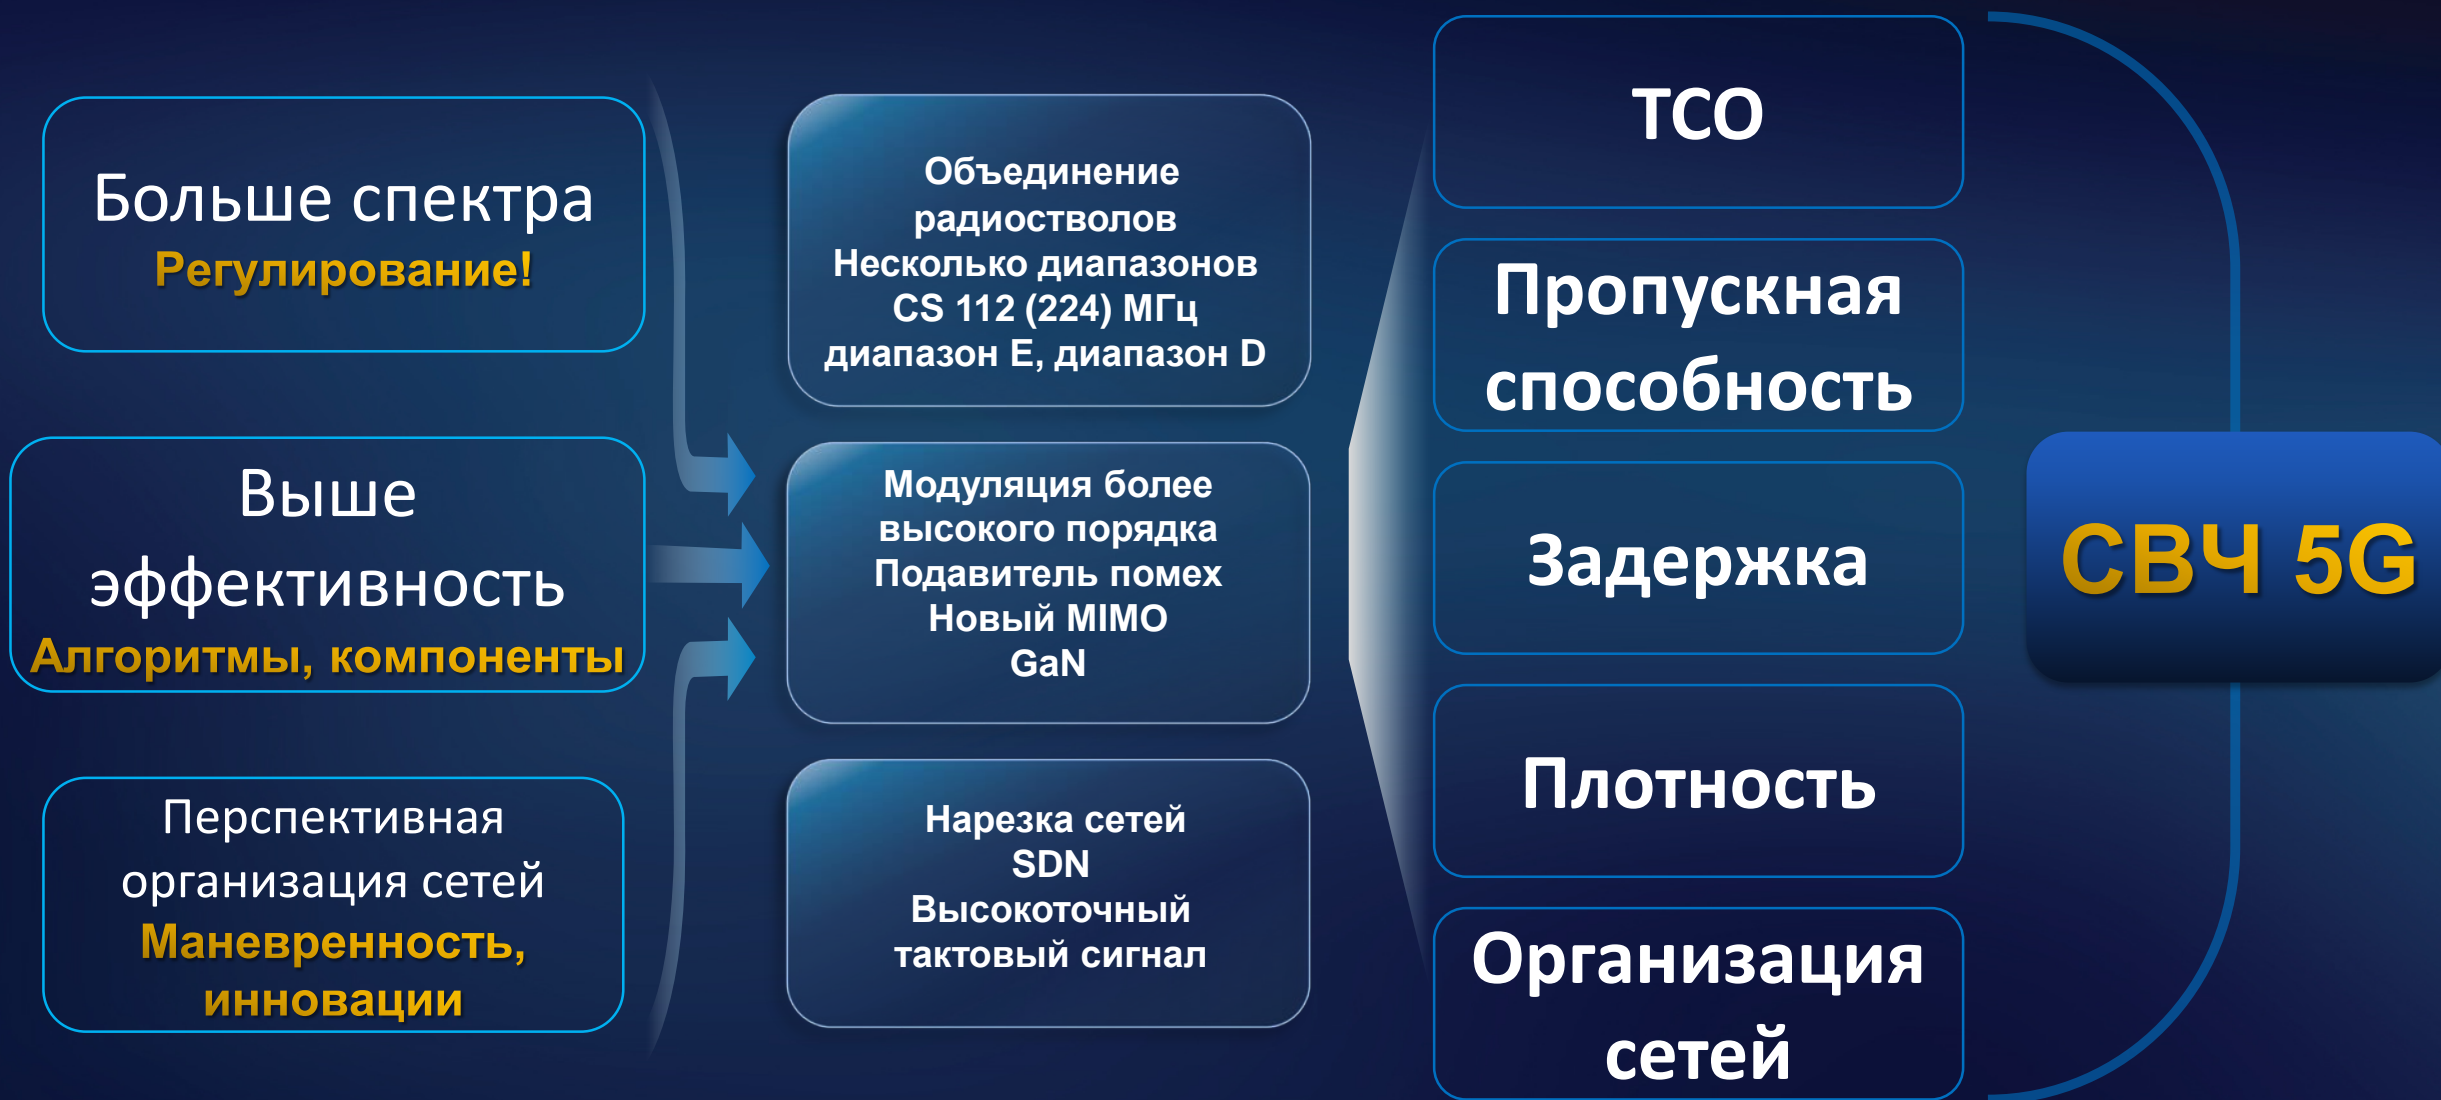 Больше спектра
Регулирование!
Выше
эффективность
Алгоритмы, компоненты
Перспективная
организация сетей
Маневренность,
инновации
Объединение
радиостволов
Несколько диапазонов
CS 112 (224) МГц
диапазон E, диапазон D
Модуляция более
высокого порядка
Подавитель помех
Новый MIMO
GaN
Нарезка сетей
SDN
Высокоточный
тактовый сигнал
TCO
Пропускная
способность
Задержка
Плотность
Организация
сетей
СВЧ 5G